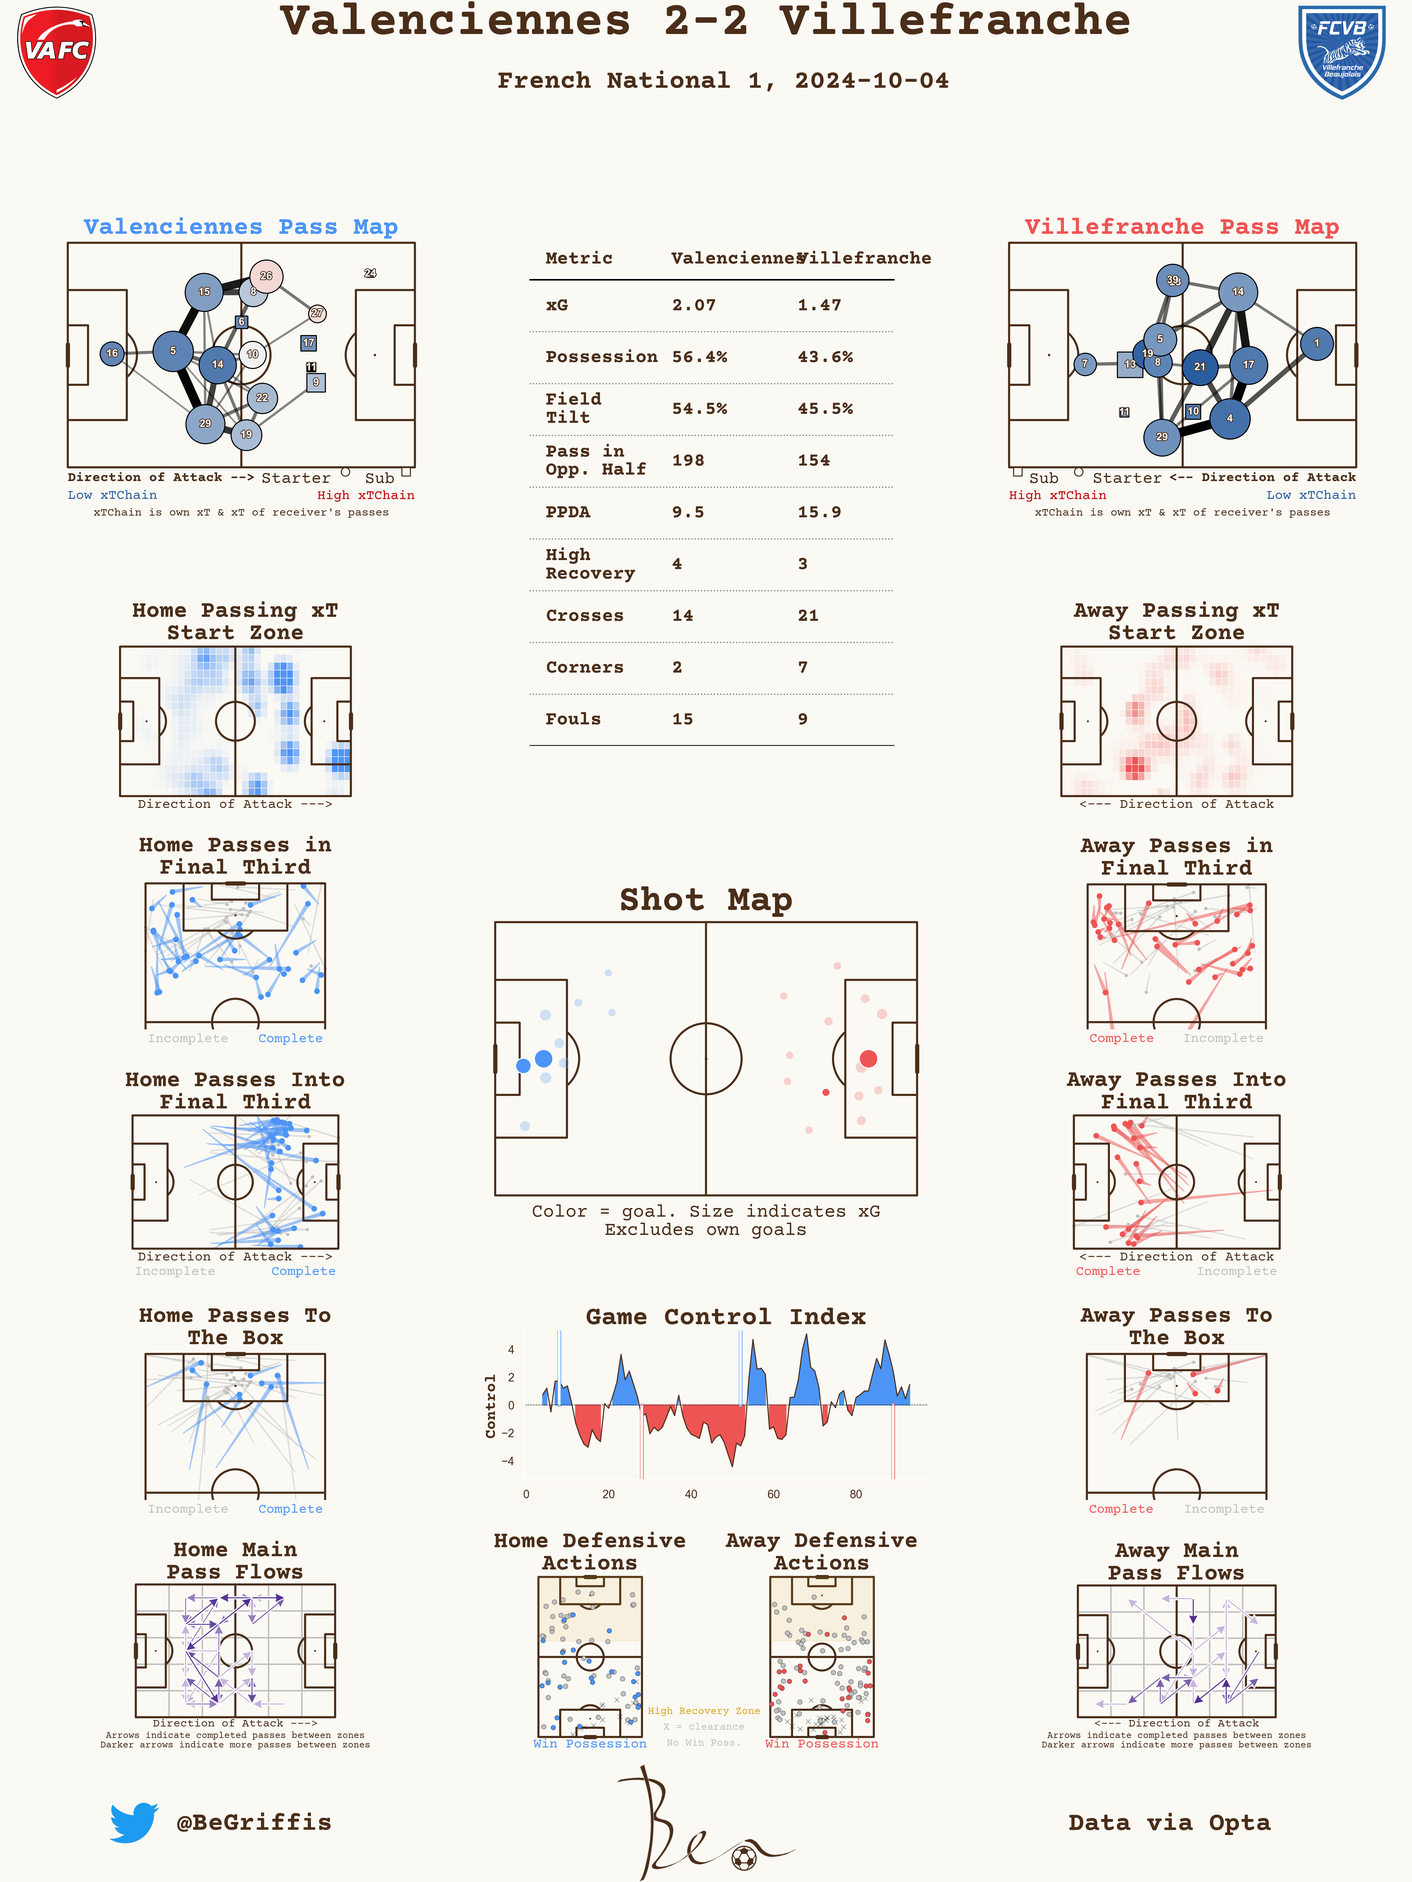 Valenciennes 2-2 Villefranche
French National 1, 2024-10-04
VAFC
FCVB
Villefranche
Beaujolais
Valenciennes Pass Map
16
5
15
29
14
26
8
6
10
22
19
27
17
11
9
24
Direction of Attack --> Starter Sub
Low xTChain High xTChain
xTChain is own xT & xT of receiver's passes
Metric Valenciennes Villefranche
xG 2.07 1.47
Possession 56.4% 43.6%
Field
Tilt 54.5% 45.5%
Pass in
Opp. Half 198 154
PPDA 9.5 15.9
High
Recovery 4 3
Crosses 14 21
Corners 2 7
Fouls 15 9
Villefranche Pass Map
39
14
5
19
8
7
13
21
17
1
11
10
4
29
Sub Starter <-- Direction of Attack
High xTChain Low xTChain
xTChain is own xT & xT of receiver's passes
Home Passing xT
Start Zone
Direction of Attack --->
Away Passing xT
Start Zone
<--- Direction of Attack
Home Passes in
Final Third
Incomplete Complete
Away Passes in
Final Third
Complete Incomplete
Shot Map
Color = goal. Size indicates xG
Excludes own goals
Home Passes Into
Final Third
Direction of Attack --->
Incomplete Complete
Away Passes Into
Final Third
<--- Direction of Attack
Complete Incomplete
Home Passes To
The Box
Incomplete Complete
Game Control Index
Control
4
2
0
−2
−4
0 20 40 60 80
Away Passes To
The Box
Complete Incomplete
Home Main
Pass Flows
Direction of Attack --->
Arrows indicate completed passes between zones
Darker arrows indicate more passes between zones
Home Defensive
Actions
Win Possession
High Recovery Zone
X = clearance
No Win Poss.
Away Defensive
Actions
Win Possession
Away Main
Pass Flows
<--- Direction of Attack
Arrows indicate completed passes between zones
Darker arrows indicate more passes between zones
@BeGriffis
Ben
Data via Opta